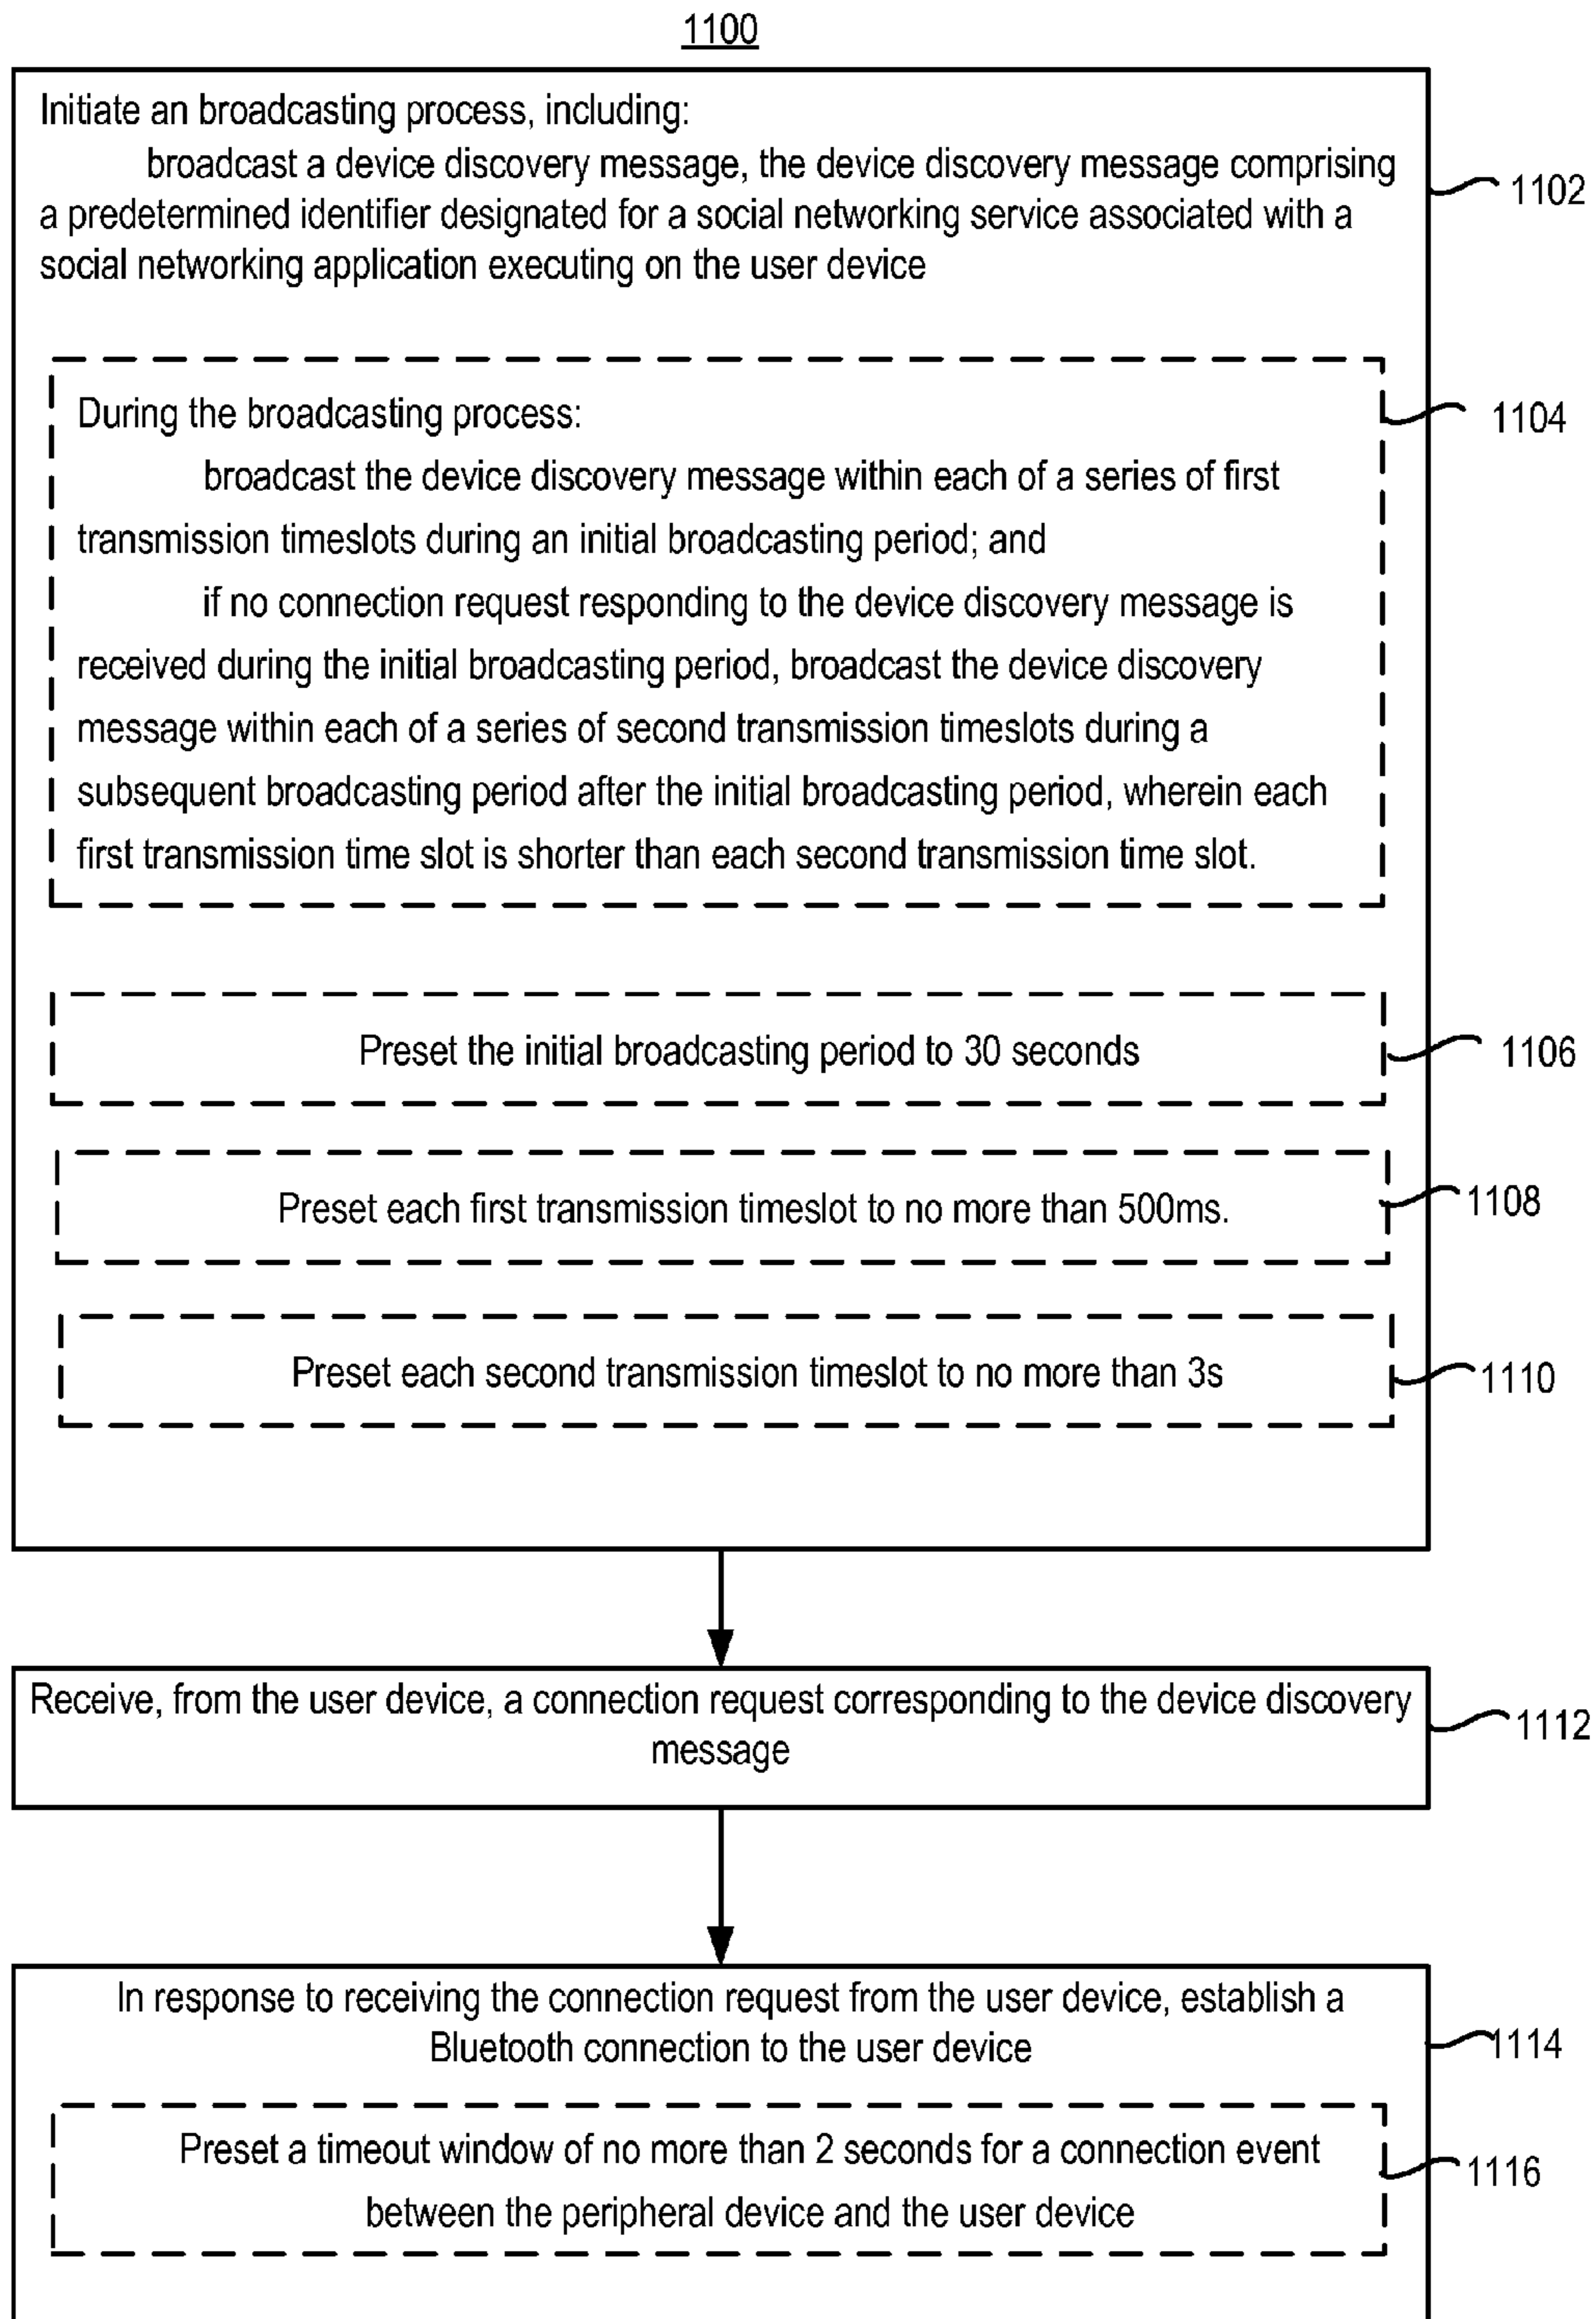 1100
Initiate an broadcasting process, including:
broadcast a device discovery message, the device discovery message comprising
a predetermined identifier designated for a social networking service associated with a
social networking application executing on the user device
1102
During the broadcasting process:
1104
broadcast the device discovery message within each of a series of first
transmission timeslots during an initial broadcasting period; and
if no connection request responding to the device discovery message is
received during the initial broadcasting period, broadcast the device discovery
message within each of a series of second transmission timeslots during a
subsequent broadcasting period after the initial broadcasting period, wherein each
first transmission time slot is shorter than each second transmission time slot.
Preset the initial broadcasting period to 30 seconds
1106
Preset each first transmission timeslot to no more than 500ms.
1108
Preset each second transmission timeslot to no more than 3s
1110
Receive, from the user device, a connection request corresponding to the device discovery
message
1112
In response to receiving the connection request from the user device, establish a
Bluetooth connection to the user device
1114
Preset a timeout window of no more than 2 seconds for a connection event
between the peripheral device and the user device
1116